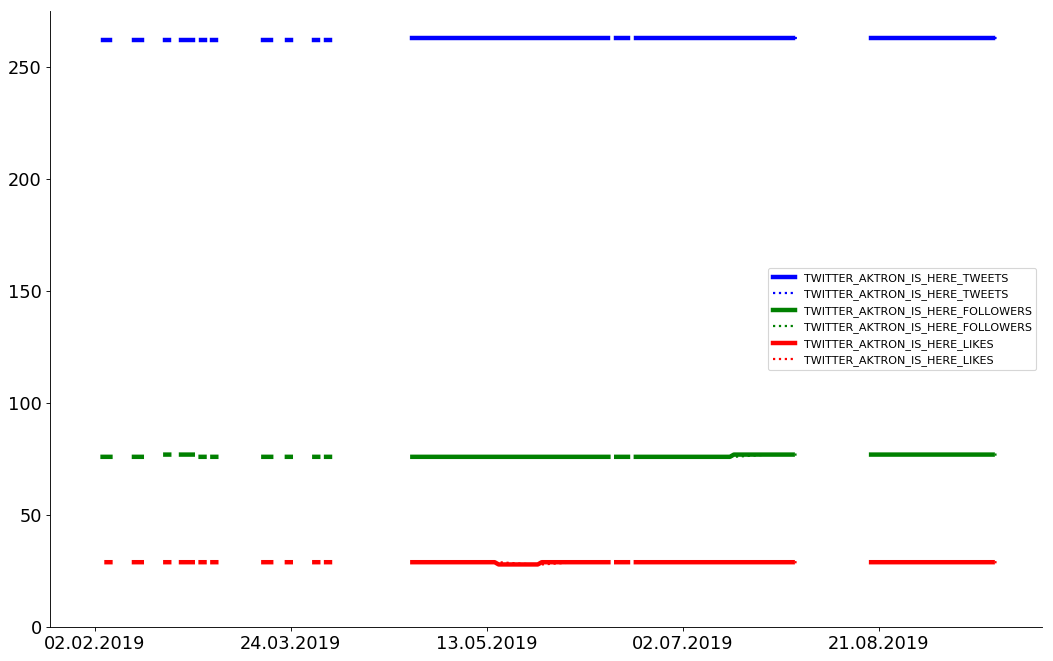 250
200
150
100
50
0
TWITTER_AKTRON_IS_HERE_TWEETS
TWITTER_AKTRON_IS_HERE_TWEETS
TWITTER_AKTRON_IS_HERE_FOLLOWERS
TWITTER_AKTRON_IS_HERE_FOLLOWERS
TWITTER_AKTRON_IS_HERE_LIKES
TWITTER_AKTRON_IS_HERE_LIKES
02.02.2019 24.03.2019 13.05.2019 02.07.2019 21.08.2019